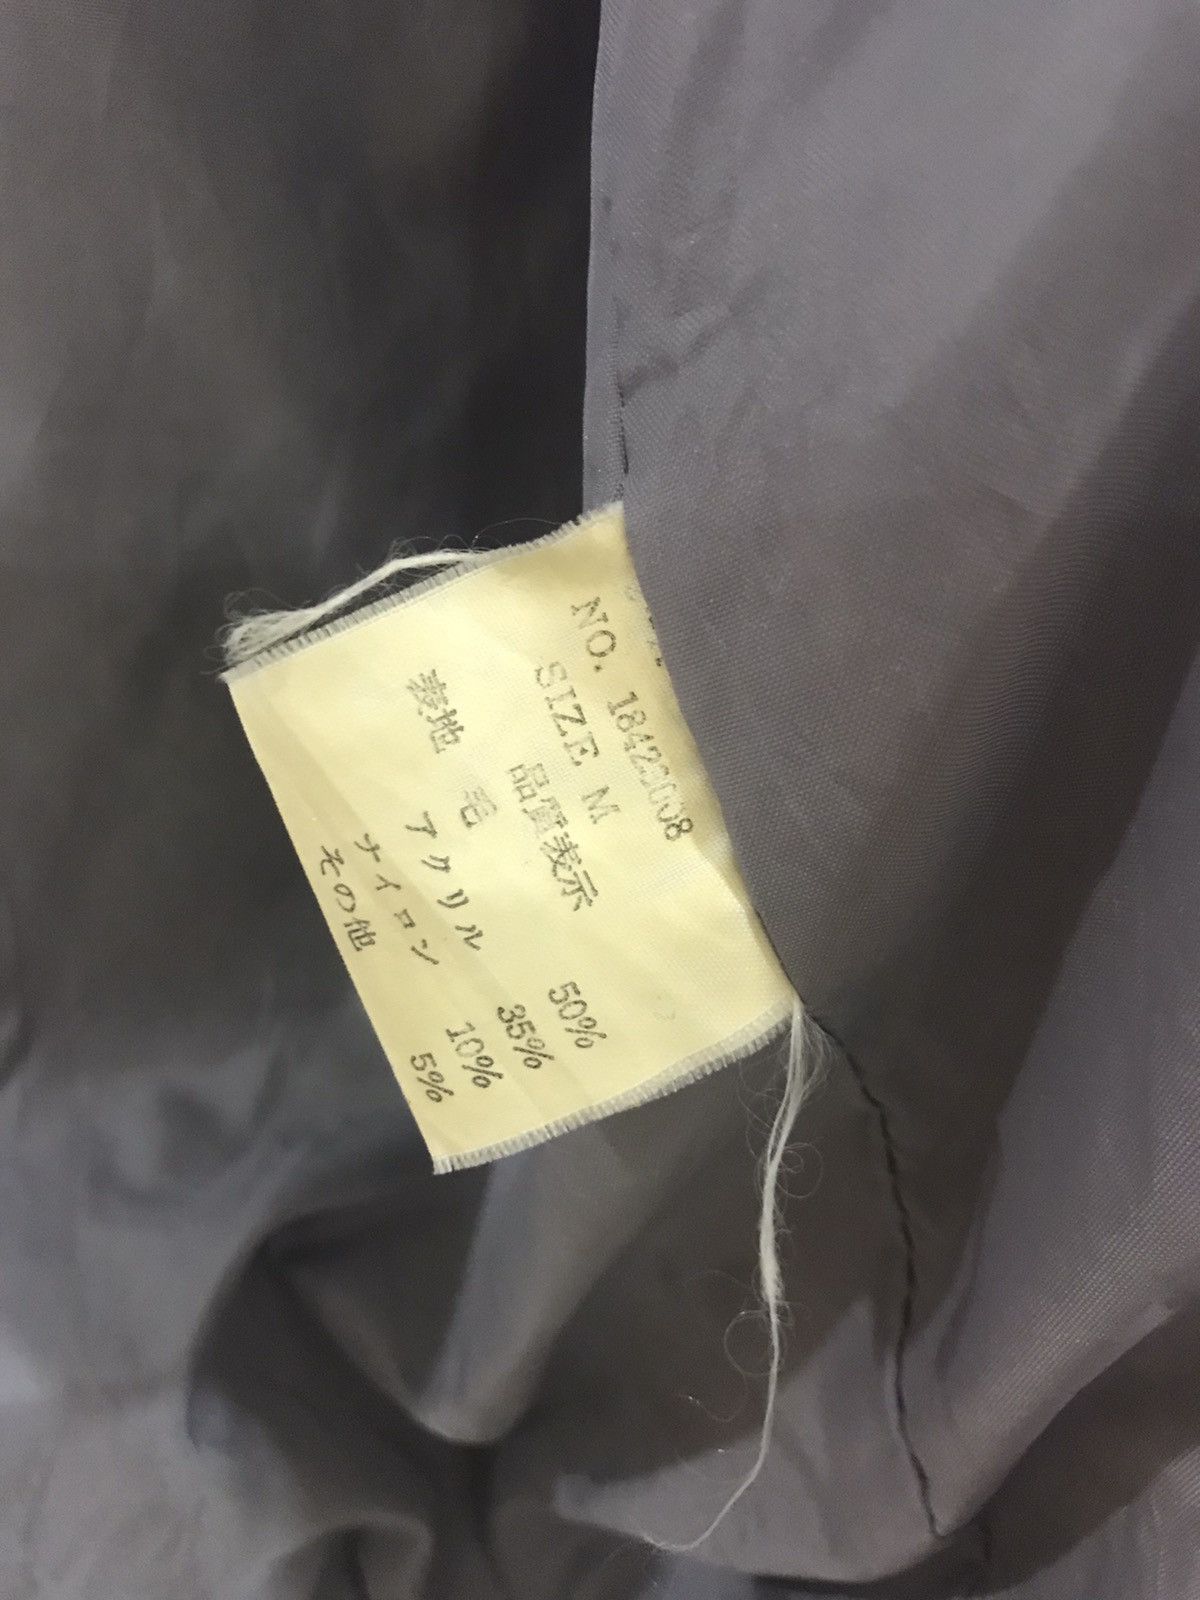 NO. 18423008
SIZE M
品質表示
表地 毛 50%
アクリル 35%
ナイロン 10%
その他 5%